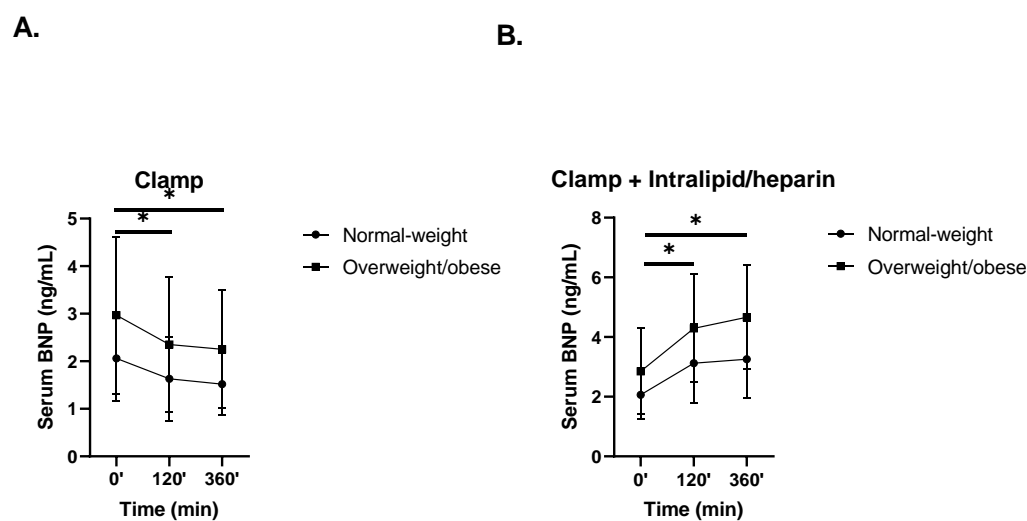 A.
Clamp
*
*
5
4
3
2
1
0
Serum BNP (ng/mL)
0' 120' 360'
Time (min)
Normal-weight
Overweight/obese
B.
Clamp + Intralipid/heparin
*
*
8
6
4
2
0
Serum BNP (ng/mL)
0' 120' 360'
Time (min)
Normal-weight
Overweight/obese